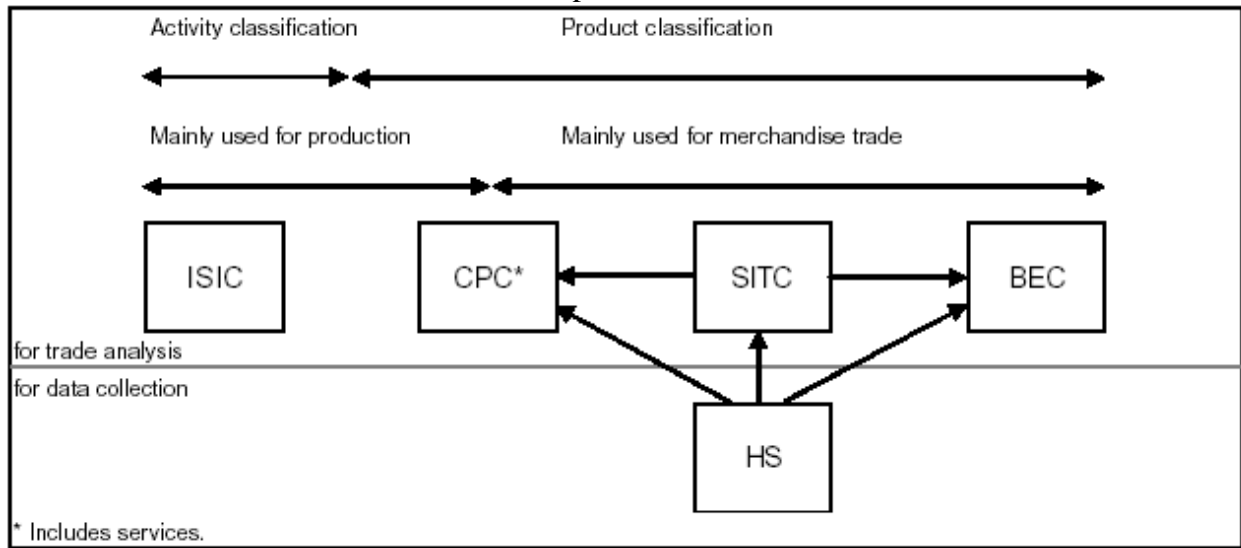 Activity classification
Product classification
Mainly used for production
Mainly used for merchandise trade
ISIC
CPC*
SITC
BEC
for trade analysis
for data collection
HS
* Includes services.